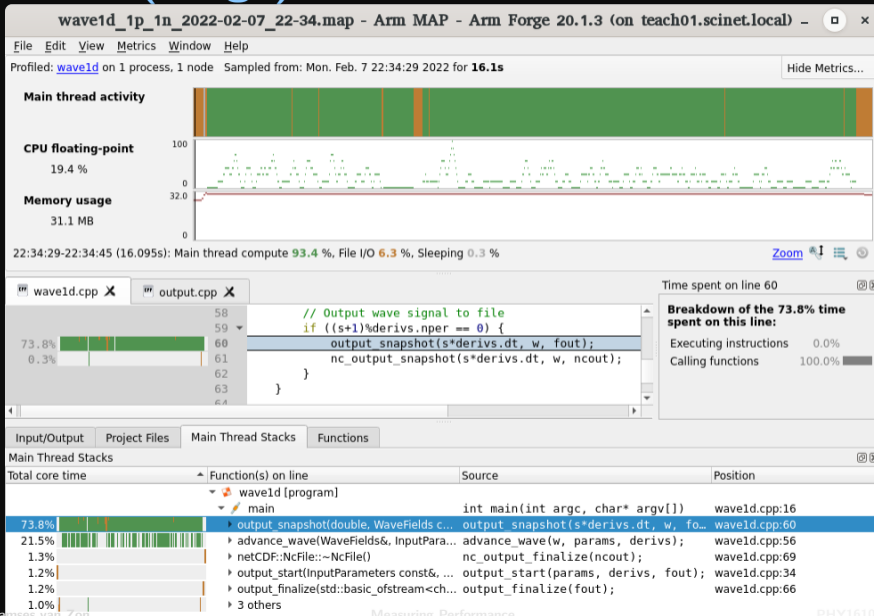 wave1d_1p_1n_2022-02-07_22-34.map - Arm MAP - Arm Forge 20.1.3 (on teach01.scinet.local)
File Edit View Metrics Window Help
Profiled: wave1d on 1 process, 1 node Sampled from: Mon. Feb. 7 22:34:29 2022 for 16.1s
Hide Metrics...
Main thread activity
CPU floating-point
19.4 %
100
0
Memory usage
31.1 MB
32.0
0
22:34:29-22:34:45 (16.095s): Main thread compute 93.4 %, File I/O 6.3 %, Sleeping 0.3 %
Zoom
wave1d.cpp X output.cpp X
58 // Output wave signal to file
59 if ((s+1)%derivs.nper == 0) {
73.8% 60 output_snapshot(s*derivs.dt, w, fout);
0.3% 61 nc_output_snapshot(s*derivs.dt, w, ncout);
62 }
63 }
64
Time spent on line 60
Breakdown of the 73.8% time
spent on this line:
Executing instructions 0.0%
Calling functions 100.0%
Input/Output Project Files Main Thread Stacks Functions
Main Thread Stacks
Total core time Function(s) on line Source Position
wave1d [program]
main int main(int argc, char* argv[]) wave1d.cpp:16
73.8% output_snapshot(double, WaveFields c... output_snapshot(s*derivs.dt, w, fo... wave1d.cpp:60
21.5% advance_wave(WaveFields&, InputPara... advance_wave(w, params, derivs); wave1d.cpp:56
1.3% netCDF::NcFile::~NcFile() nc_output_finalize(ncout); wave1d.cpp:69
1.2% output_start(InputParameters const&, ... output_start(params, derivs, fout); wave1d.cpp:34
1.2% output_finalize(std::basic_ofstream<ch... output_finalize(fout); wave1d.cpp:66
1.0% 3 others
Measuring Performance